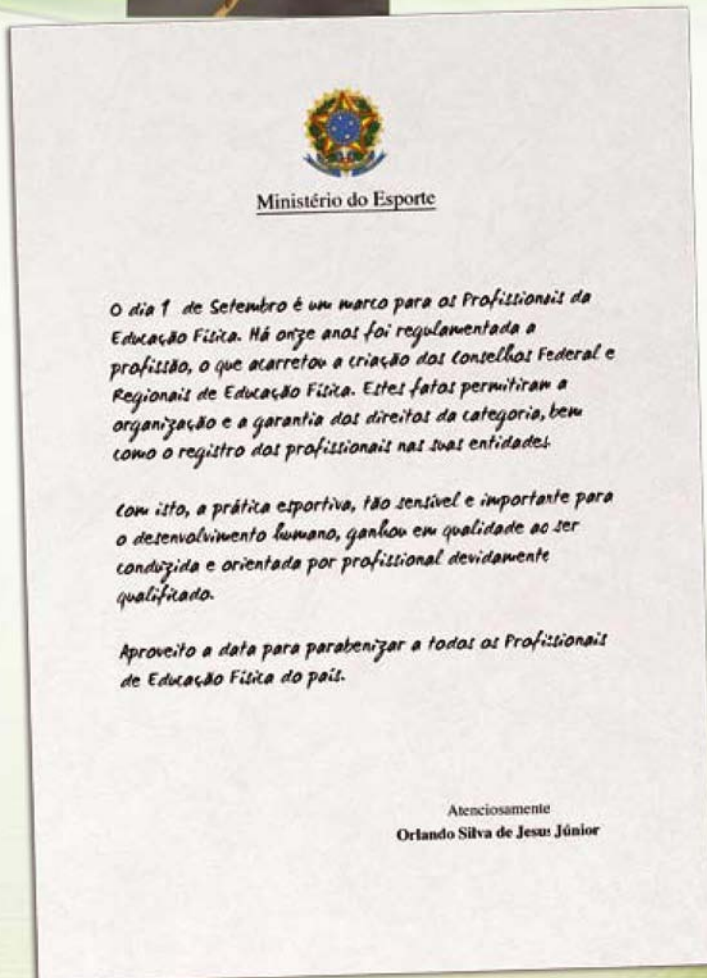 Ministério do Esporte
O dia 1 de Setembro é um marco para os Profissionais da
Educação Física. Há onze anos foi regulamentada a
profissão, o que acarretou a criação dos Conselhos Federal e
Regionais de Educação Física. Estes fatos permitiram a
organização e a garantia dos direitos da categoria, bem
como o registro dos profissionais nas suas entidades.
Com isto, a prática esportiva, tão sensível e importante para
o desenvolvimento humano, ganhou em qualidade ao ser
conduzida e orientada por profissional devidamente
qualificado.
Aproveito a data para parabenizar a todos os Profissionais
de Educação Física do país.
Atenciosamente
Orlando Silva de Jesus Júnior